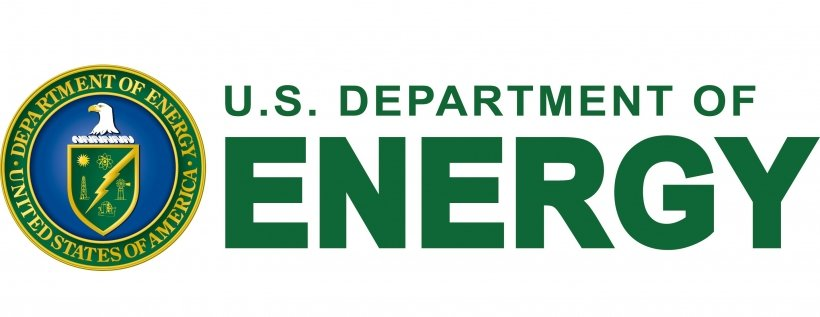 · DEPARTMENT OF ENERGY ·
UNITED STATES OF AMERICA
U.S. DEPARTMENT OF
ENERGY